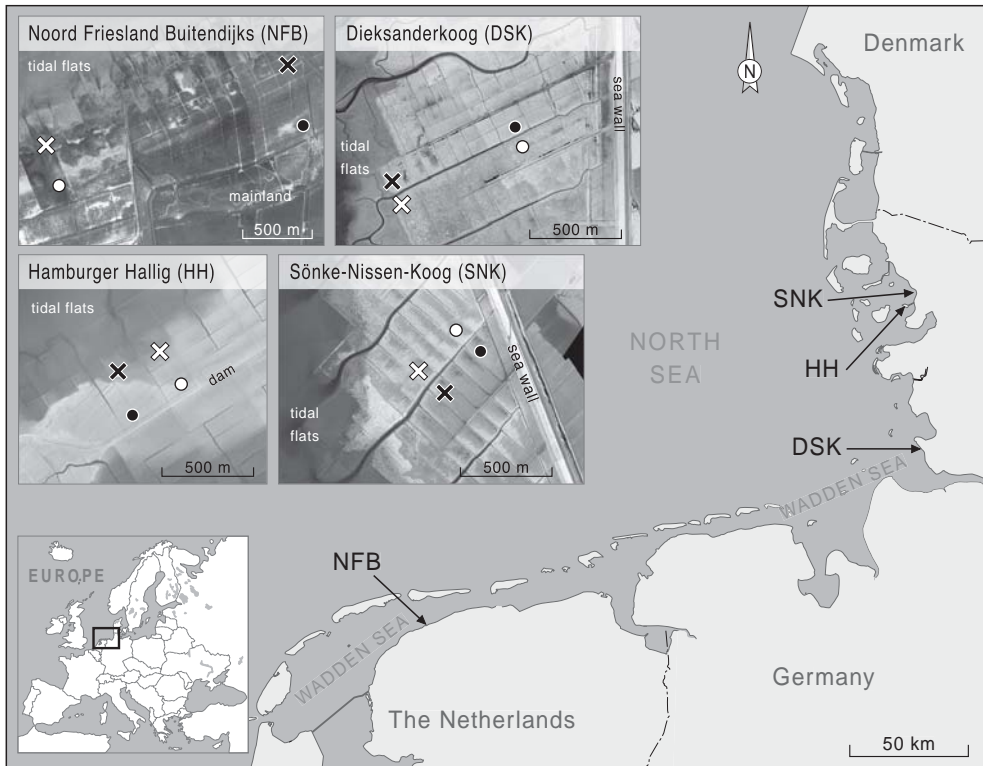 Noord Friesland Buitendijks (NFB)
tidal flats
mainland
500 m
Dieksanderkoog (DSK)
sea wall
tidal
flats
500 m
Hamburger Hallig (HH)
tidal flats
dam
500 m
Sönke-Nissen-Koog (SNK)
sea wall
tidal
flats
500 m
EUROPE
N
Denmark
NORTH
SEA
SNK
HH
DSK
WADDEN SEA
NFB
WADDEN SEA
The Netherlands
Germany
50 km